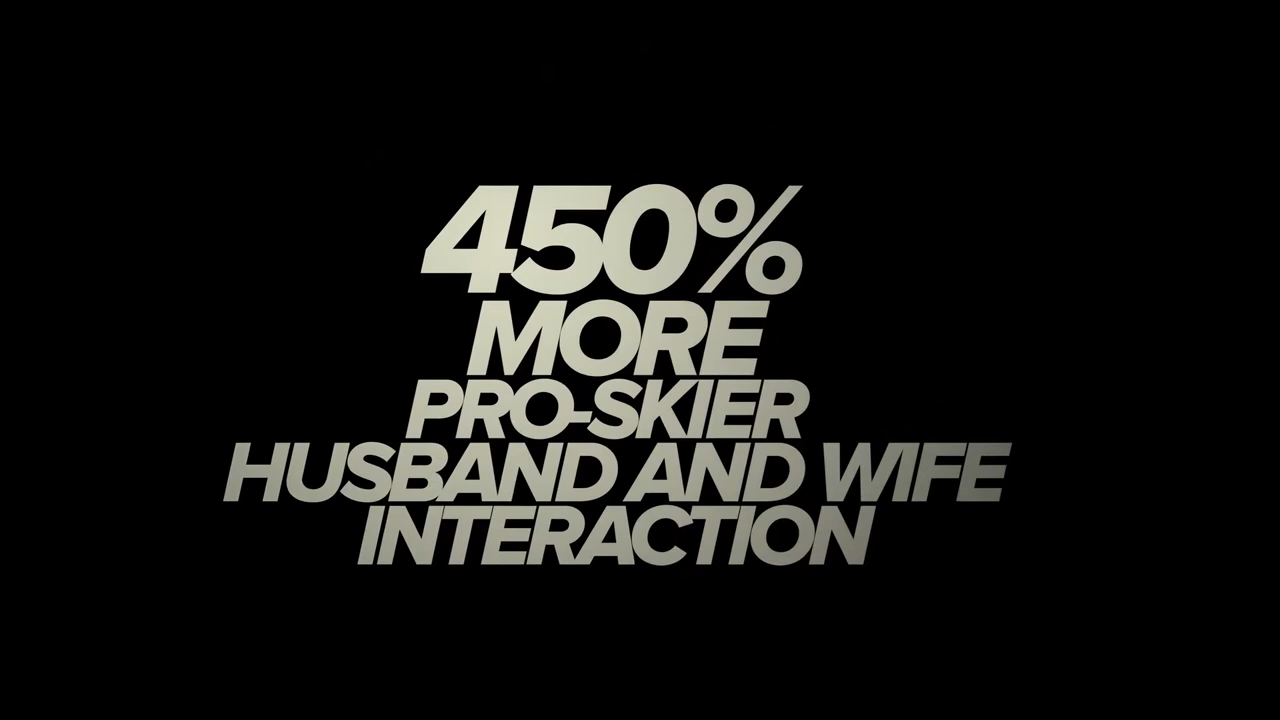 450%
MORE
PRO-SKIER
HUSBAND AND WIFE
INTERACTION